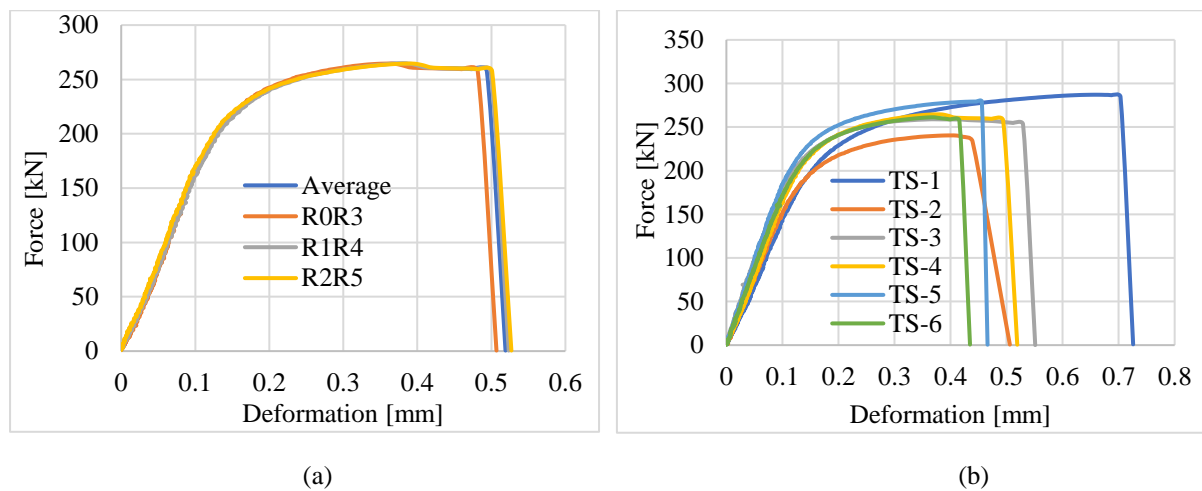 300
250
200
150
100
50
0
Force [kN]
Average
R0R3
R1R4
R2R5
0 0.1 0.2 0.3 0.4 0.5 0.6
Deformation [mm]
(a)
350
300
250
200
150
100
50
0
Force [kN]
TS-1
TS-2
TS-3
TS-4
TS-5
TS-6
0 0.1 0.2 0.3 0.4 0.5 0.6 0.7 0.8
Deformation [mm]
(b)